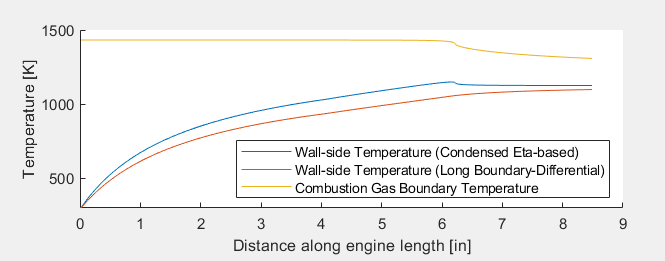 1500
1000
500
Temperature [K]
Wall-side Temperature (Condensed Eta-based)
Wall-side Temperature (Long Boundary-Differential)
Combustion Gas Boundary Temperature
0 1 2 3 4 5 6 7 8 9
Distance along engine length [in]